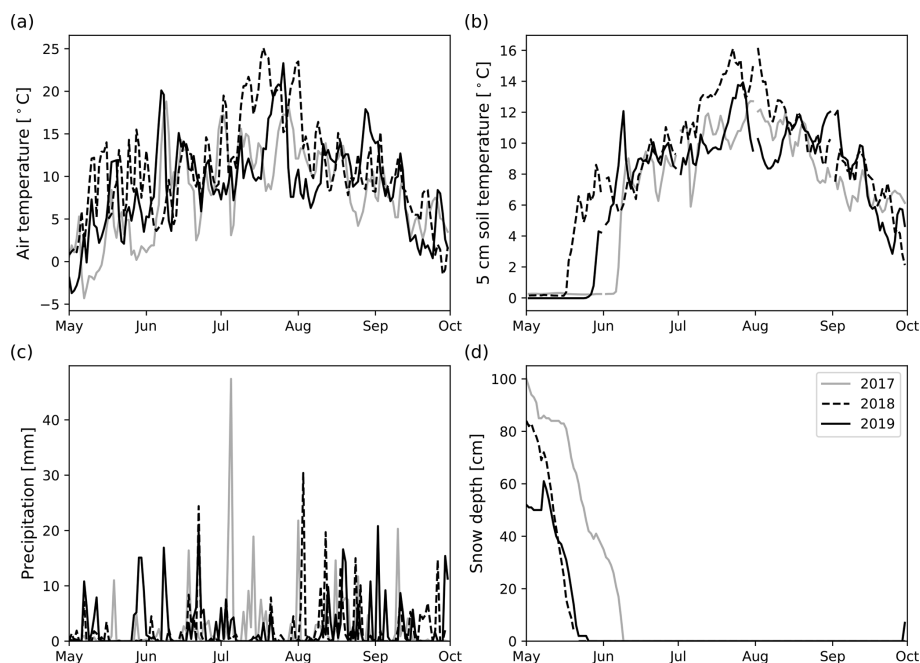 (a)
Air temperature [°C]
25
20
15
10
5
0
−5
May Jun Jul Aug Sep Oct
(b)
5 cm soil temperature [°C]
16
14
12
10
8
6
4
2
0
May Jun Jul Aug Sep Oct
(c)
Precipitation [mm]
40
30
20
10
0
May Jun Jul Aug Sep Oct
(d)
Snow depth [cm]
100
80
60
40
20
0
May Jun Jul Aug Sep Oct
2017
2018
2019